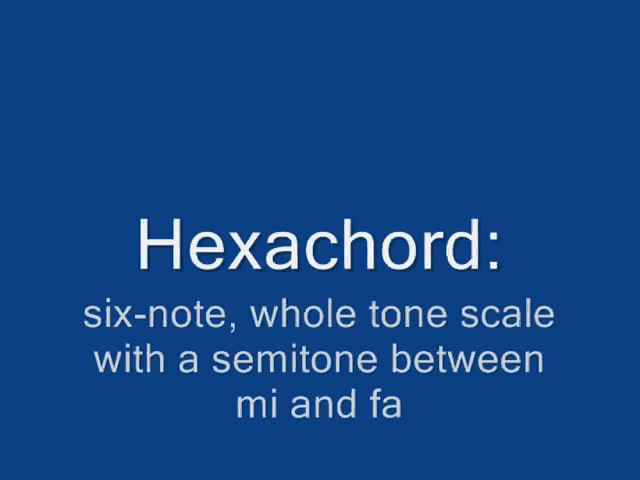 Hexachord:
six-note, whole tone scale
with a semitone between
mi and fa